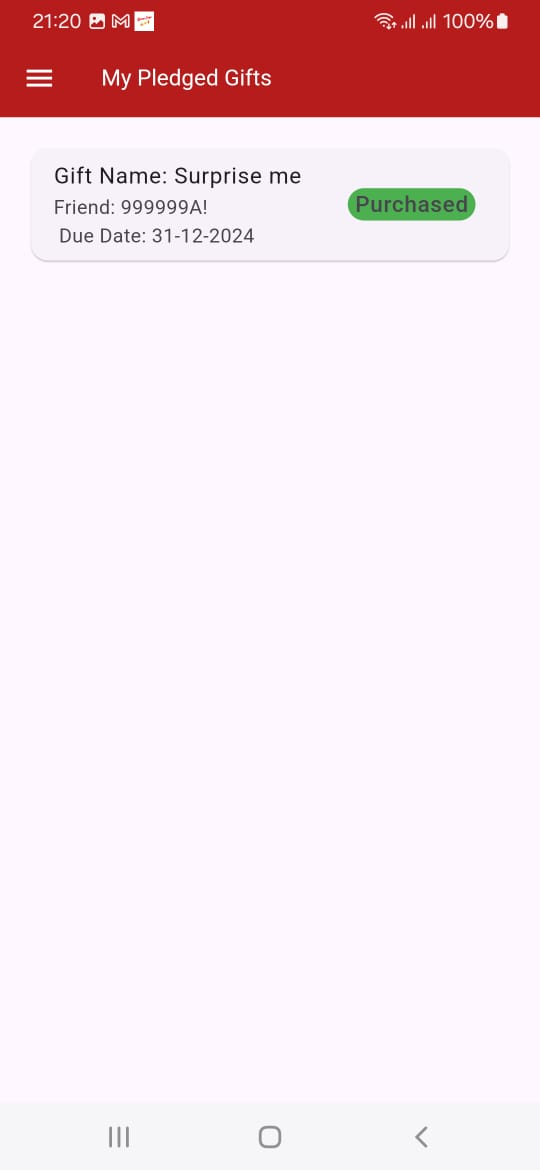 21:20 100%
My Pledged Gifts
Gift Name: Surprise me
Friend: 999999A!
Purchased
Due Date: 31-12-2024